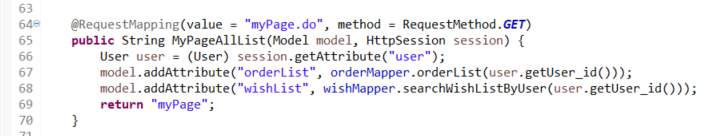 63
64 @RequestMapping(value = "myPage.do", method = RequestMethod.GET)
65 public String MyPageAllList(Model model, HttpSession session) {
66 User user = (User) session.getAttribute("user");
67 model.addAttribute("orderList", orderMapper.orderList(user.getUser_id()));
68 model.addAttribute("wishList", wishMapper.searchWishListByUser(user.getUser_id()));
69 return "myPage";
70 }
71